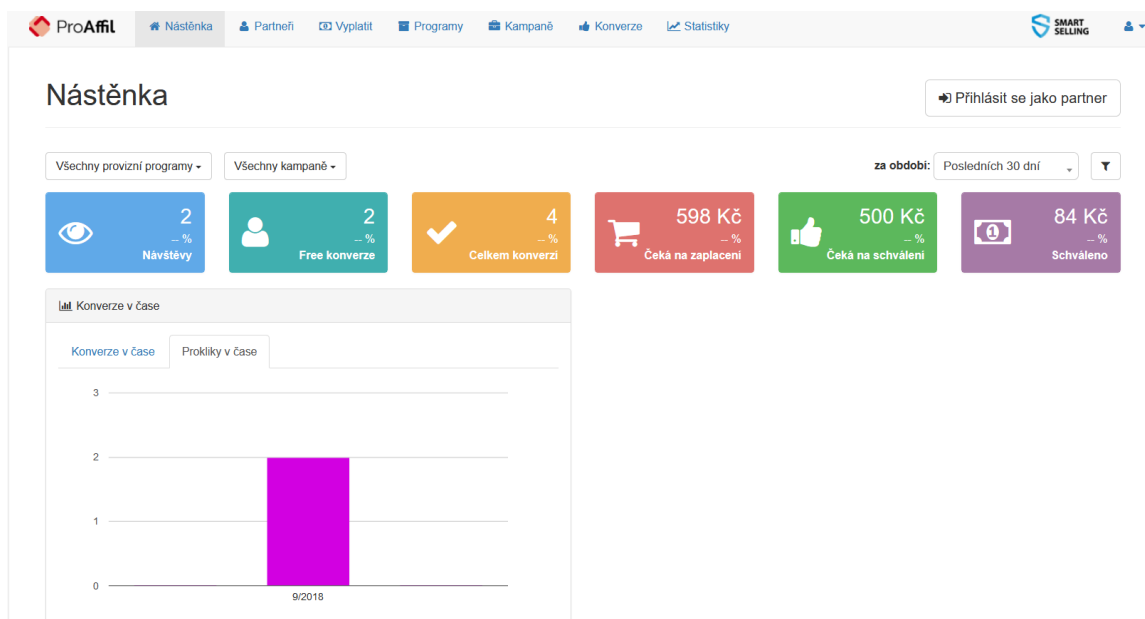 ProAffil Nástěnka Partneři Vyplatit Programy Kampaně Konverze Statistiky SMART SELLING
Nástěnka
Přihlásit se jako partner
Všechny provizní programy Všechny kampaně za období: Posledních 30 dní
2
-- %
Návštěvy
2
-- %
Free konverze
4
-- %
Celkem konverzí
598 Kč
-- %
Čeká na zaplacení
500 Kč
-- %
Čeká na schválení
84 Kč
-- %
Schváleno
Konverze v čase
Konverze v čase Prokliky v čase
3
2
1
0
9/2018